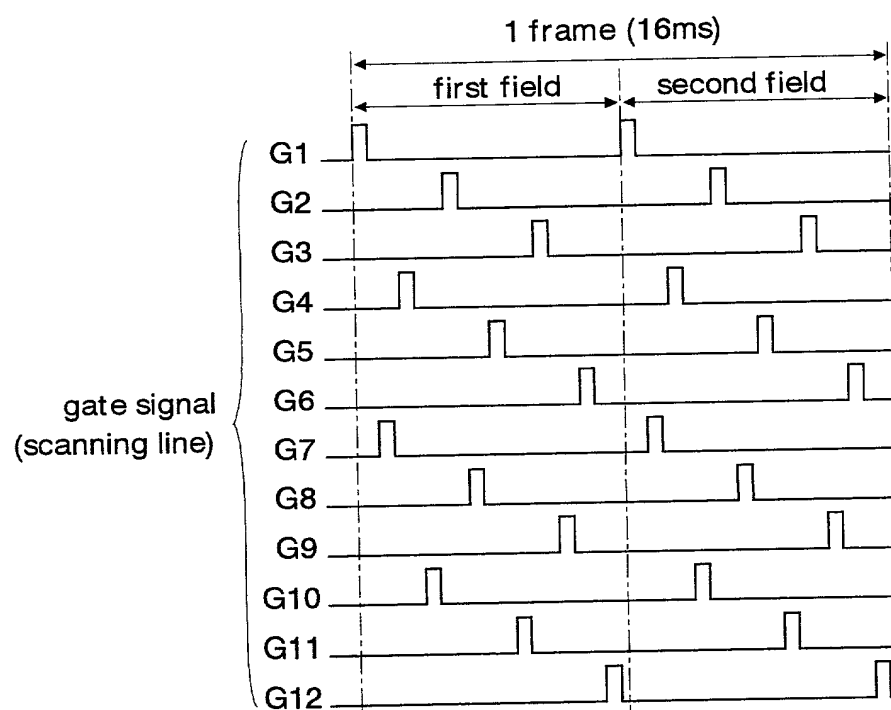 1 frame (16ms)
first field
second field
G1
G2
G3
G4
G5
G6
gate signal
(scanning line)
G7
G8
G9
G10
G11
G12